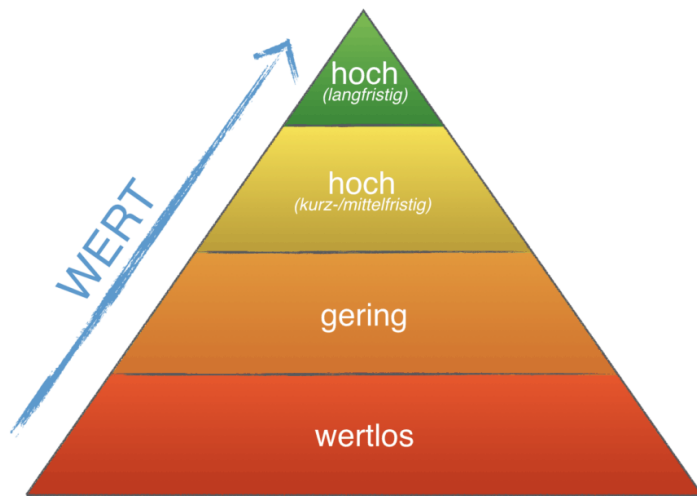 hoch
(langfristig)
hoch
(kurz-/mittelfristig)
WERT
gering
wertlos